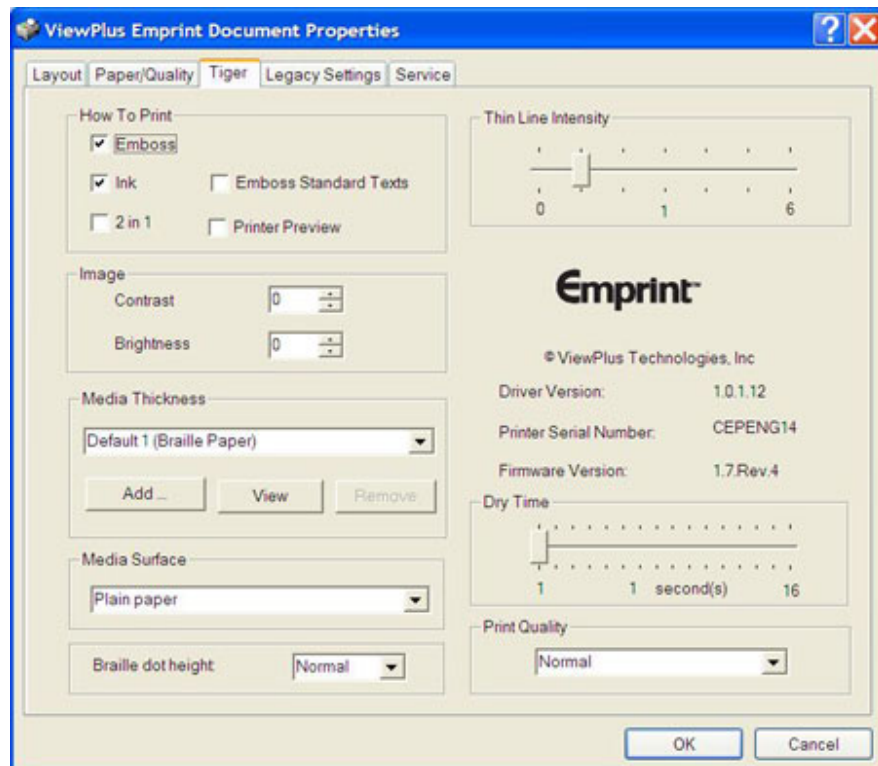 ViewPlus Emprint Document Properties
Layout Paper/Quality Tiger Legacy Settings Service
How To Print
Emboss
Ink Emboss Standard Texts
2 in 1 Printer Preview
Image
Contrast 0
Brightness 0
Media Thickness
Default 1 (Braille Paper)
Add ... View Remove
Media Surface
Plain paper
Braille dot height Normal
Thin Line Intensity
0 1 6
Emprint™
© ViewPlus Technologies, Inc
Driver Version: 1.0.1.12
Printer Serial Number: CEPENG14
Firmware Version: 1.7.Rev.4
Dry Time
1 1 second(s) 16
Print Quality
Normal
OK Cancel